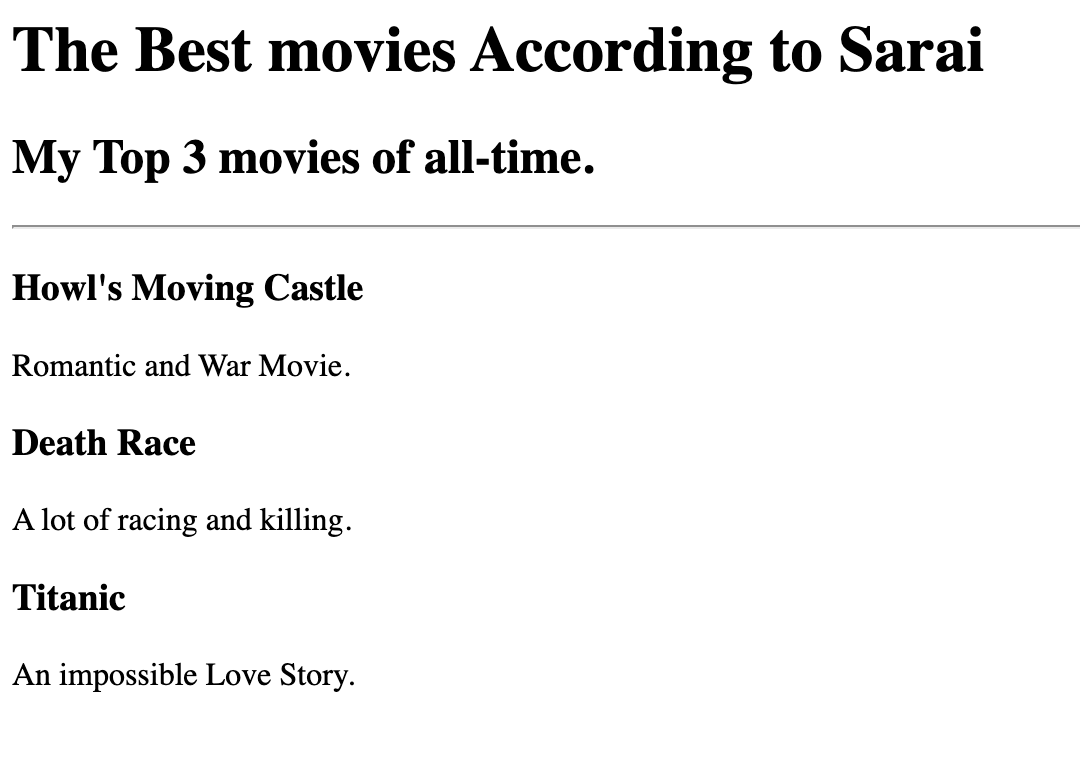 The Best movies According to Sarai
My Top 3 movies of all-time.
Howl's Moving Castle
Romantic and War Movie.
Death Race
A lot of racing and killing.
Titanic
An impossible Love Story.